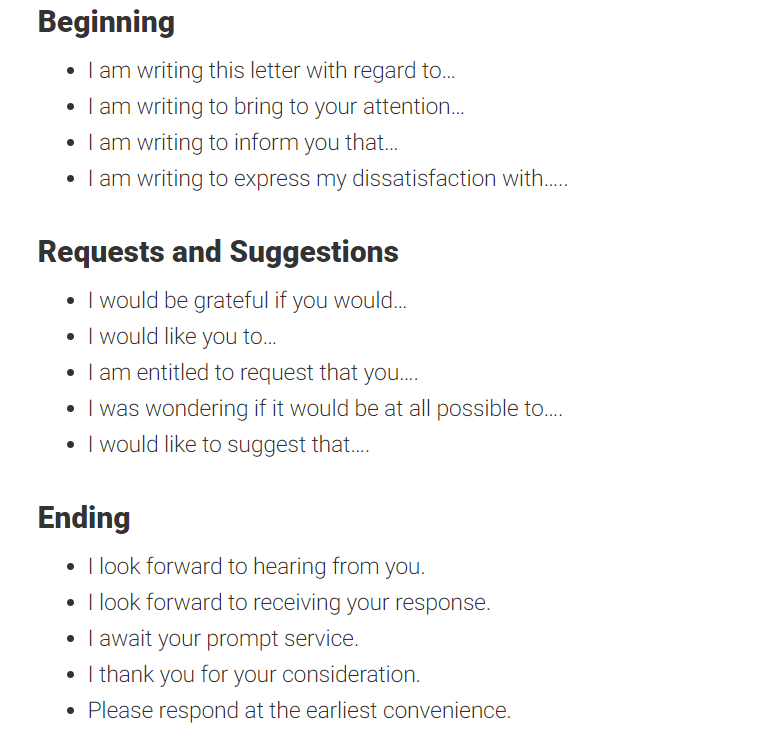 Beginning
• I am writing this letter with regard to…
• I am writing to bring to your attention…
• I am writing to inform you that…
• I am writing to express my dissatisfaction with…..
Requests and Suggestions
• I would be grateful if you would…
• I would like you to…
• I am entitled to request that you….
• I was wondering if it would be at all possible to….
• I would like to suggest that….
Ending
• I look forward to hearing from you.
• I look forward to receiving your response.
• I await your prompt service.
• I thank you for your consideration.
• Please respond at the earliest convenience.